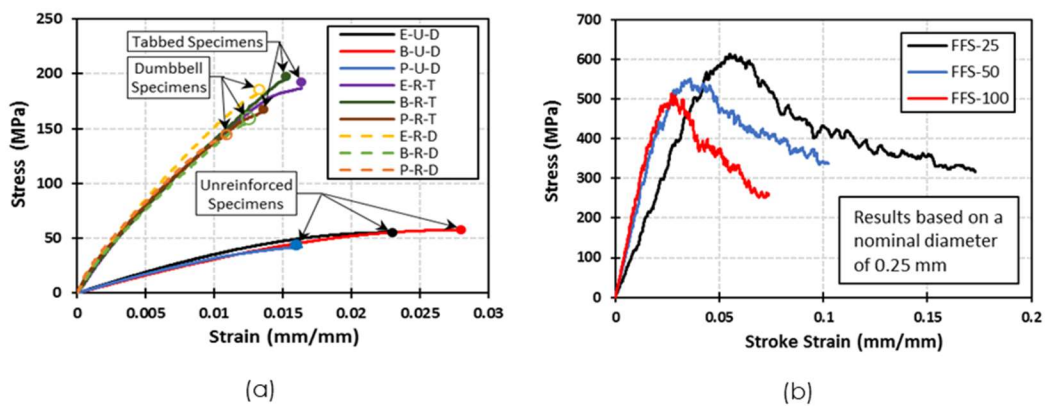 (a)
250
200
150
100
50
0
Stress (MPa)
0
0.005
0.01
0.015
0.02
0.025
0.03
Strain (mm/mm)
Tabbed Specimens
Dumbbell
Specimens
Unreinforced
Specimens
E-U-D
B-U-D
P-U-D
E-R-T
B-R-T
P-R-T
E-R-D
B-R-D
P-R-D
(a)
(b)
700
600
500
400
300
200
100
0
Stress (MPa)
0
0.05
0.1
0.15
0.2
Stroke Strain (mm/mm)
FFS-25
FFS-50
FFS-100
Results based on a
nominal diameter
of 0.25 mm
(b)